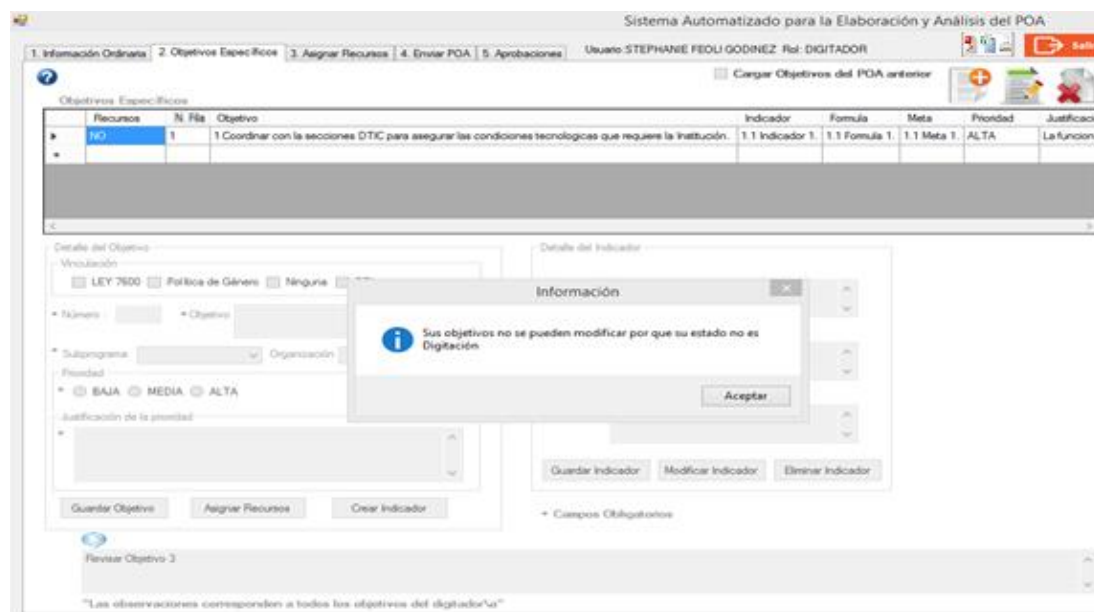 Sistema Automatizado para la Elaboración y Análisis del POA
1. Información Ordinaria 2. Objetivos Específicos 3. Asignar Recursos 4. Enviar POA 5. Aprobaciones Usuario STEPHANIE FEOLI GODINEZ Rol: DIGITADOR
Cargar Objetivos del POA anterior
Objetivos Específicos
Recursos N. Fila Objetivo Indicador Formula Meta Prioridad
NO 1 1 Coordinar con la secciones DTIC para asegurar las condiciones tecnologicas que requiere la Institución. 1.1 Indicador 1. 1.1 Formula 1. 1.1 Meta 1. ALTA La funcion
Detalle del Objetivo Detalle del Indicador
Vinculación
LEY 7600 Política de Género Ninguna
* Número * Objetivo
* Subprograma Organización
Prioridad
* BAJA MEDIA ALTA
Justificación de la prioridad
*
Información
Sus objetivos no se pueden modificar por que su estado no es
Digitación
Aceptar
Guardar Indicador Modificar Indicador Eliminar Indicador
Guardar Objetivo Asignar Recursos Crear Indicador
* Campos Obligatorios
Revisar Objetivo 3
"Las observaciones corresponden a todos los objetivos del digitador\a"